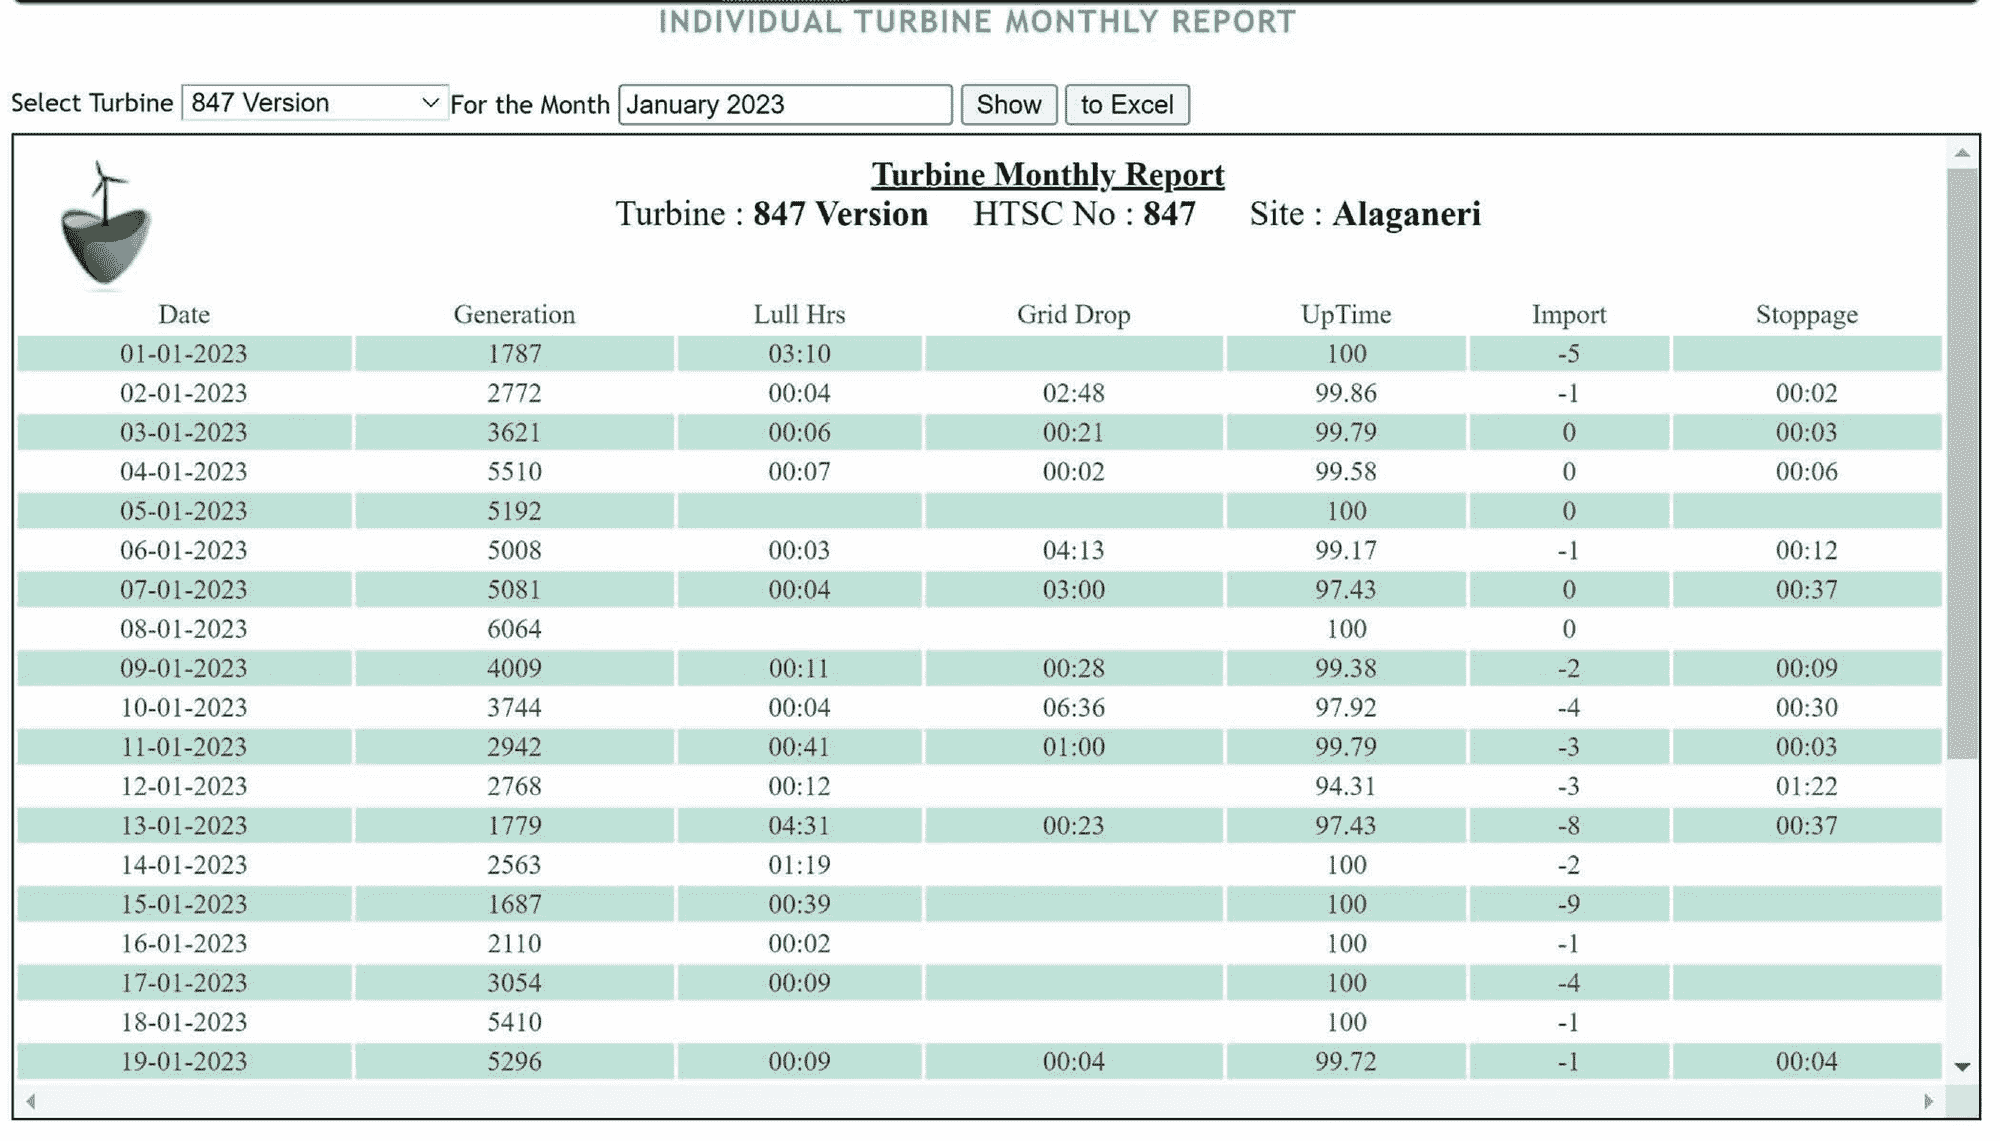 INDIVIDUAL TURBINE MONTHLY REPORT
Select Turbine 847 Version For the Month January 2023 Show to Excel
Turbine Monthly Report
Turbine : 847 Version HTSC No : 847 Site : Alaganeri
Date Generation Lull Hrs Grid Drop UpTime Import Stoppage
01-01-2023 1787 03:10 100 -5
02-01-2023 2772 00:04 02:48 99.86 -1 00:02
03-01-2023 3621 00:06 00:21 99.79 0 00:03
04-01-2023 5510 00:07 00:02 99.58 0 00:06
05-01-2023 5192 100 0
06-01-2023 5008 00:03 04:13 99.17 -1 00:12
07-01-2023 5081 00:04 03:00 97.43 0 00:37
08-01-2023 6064 100 0
09-01-2023 4009 00:11 00:28 99.38 -2 00:09
10-01-2023 3744 00:04 06:36 97.92 -4 00:30
11-01-2023 2942 00:41 01:00 99.79 -3 00:03
12-01-2023 2768 00:12 94.31 -3 01:22
13-01-2023 1779 04:31 00:23 97.43 -8 00:37
14-01-2023 2563 01:19 100 -2
15-01-2023 1687 00:39 100 -9
16-01-2023 2110 00:02 100 -1
17-01-2023 3054 00:09 100 -4
18-01-2023 5410 100 -1
19-01-2023 5296 00:09 00:04 99.72 -1 00:04